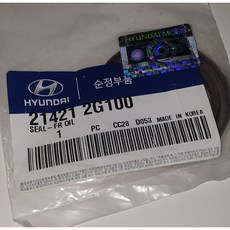 HYUNDAI
순정부품
21421 2G100
SEAL-FR OIL
1 PC CC28 D053 MADE IN KOREA